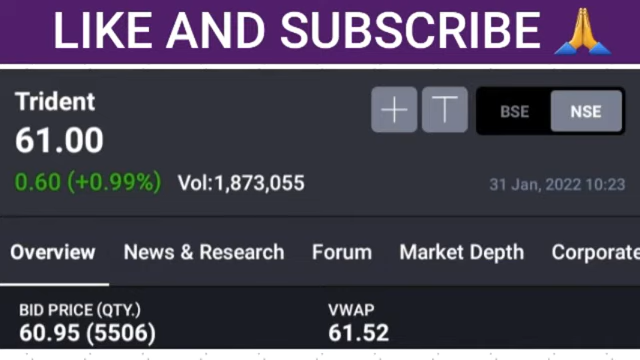 LIKE AND SUBSCRIBE 🙏
Trident
61.00
BSE NSE
0.60 (+0.99%) Vol:1,873,055
31 Jan, 2022 10:23
Overview News & Research Forum Market Depth Corporate
BID PRICE (QTY.) VWAP
60.95 (5506) 61.52